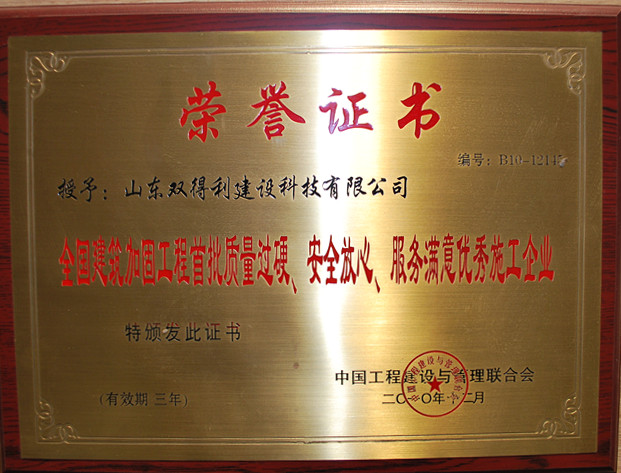 荣誉证书
编号：B10-12145
授予：山东双得利建设科技有限公司
全国建筑加固工程首批质量过硬、安全放心、服务满意优秀施工企业
特颁发此证书
中国工程建设与管理联合会
(有效期 三年)
二〇一〇年十二月